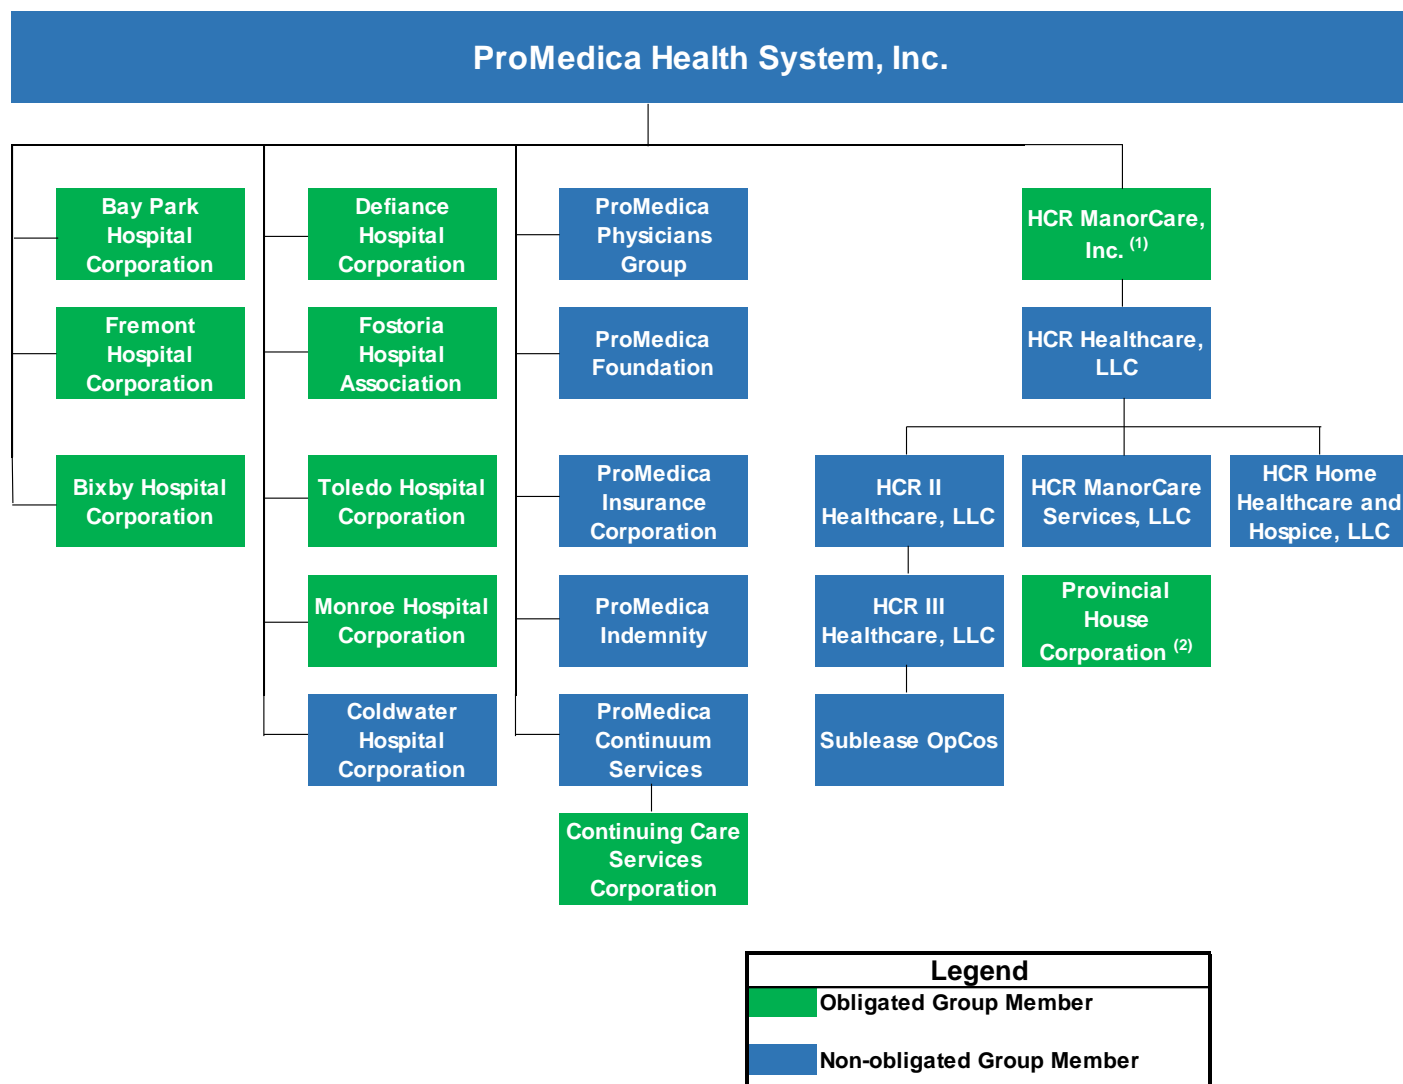 ProMedica Health System, Inc.
Bay Park
Hospital
Corporation
Defiance
Hospital
Corporation
ProMedica
Physicians
Group
HCR ManorCare,
Inc. (1)
Fremont
Hospital
Corporation
Fostoria
Hospital
Association
ProMedica
Foundation
HCR Healthcare,
LLC
Bixby Hospital
Corporation
Toledo Hospital
Corporation
ProMedica
Insurance
Corporation
HCR II
Healthcare, LLC
HCR ManorCare
Services, LLC
HCR Home
Healthcare and
Hospice, LLC
Monroe Hospital
Corporation
ProMedica
Indemnity
HCR III
Healthcare, LLC
Provincial
House
Corporation (2)
Coldwater
Hospital
Corporation
ProMedica
Continuum
Services
Sublease OpCos
Continuing Care
Services
Corporation
Legend
Obligated Group Member
Non-obligated Group Member